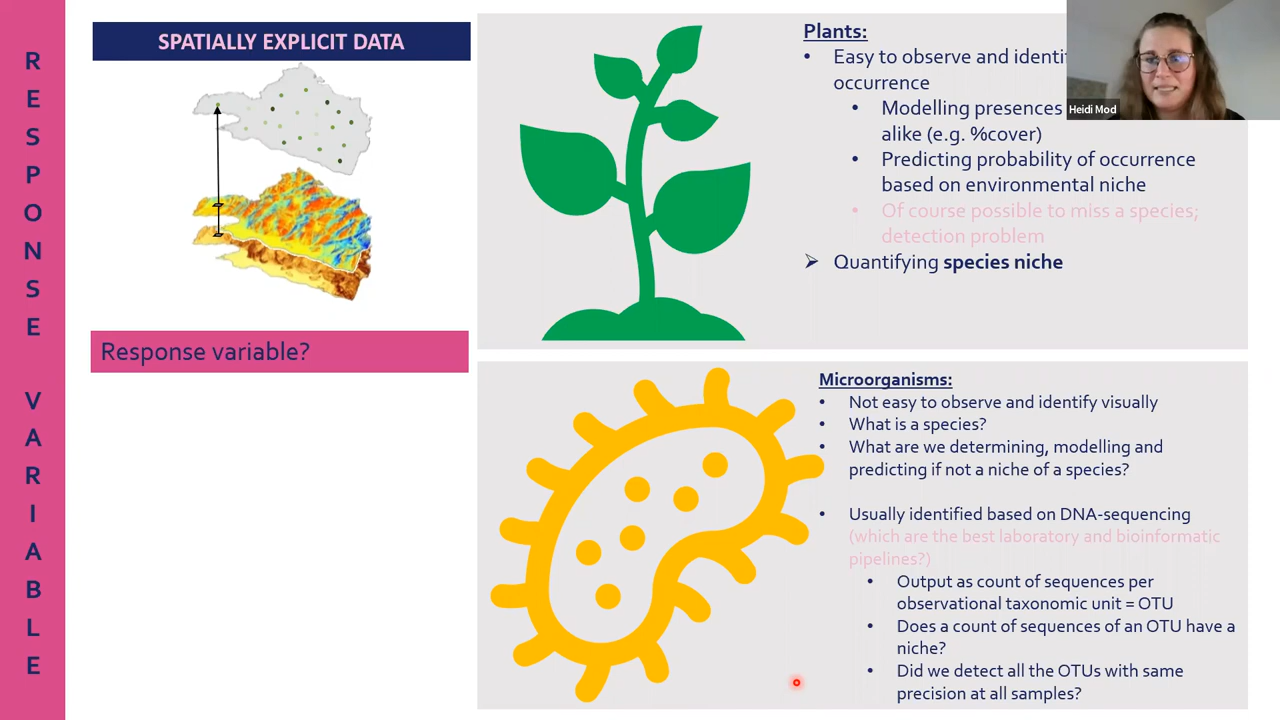 RESPONSE VARIABLE
SPATIALLY EXPLICIT DATA
Response variable?
Plants:
• Easy to observe and identif
occurrence
• Modelling presences
alike (e.g. %cover)
• Predicting probability of occurrence
based on environmental niche
• Of course possible to miss a species;
detection problem
➢ Quantifying species niche
Heidi Mod
Microorganisms:
• Not easy to observe and identify visually
• What is a species?
• What are we determining, modelling and
predicting if not a niche of a species?
• Usually identified based on DNA-sequencing
(which are the best laboratory and bioinformatic
pipelines?)
• Output as count of sequences per
observational taxonomic unit = OTU
• Does a count of sequences of an OTU have a
niche?
• Did we detect all the OTUs with same
precision at all samples?